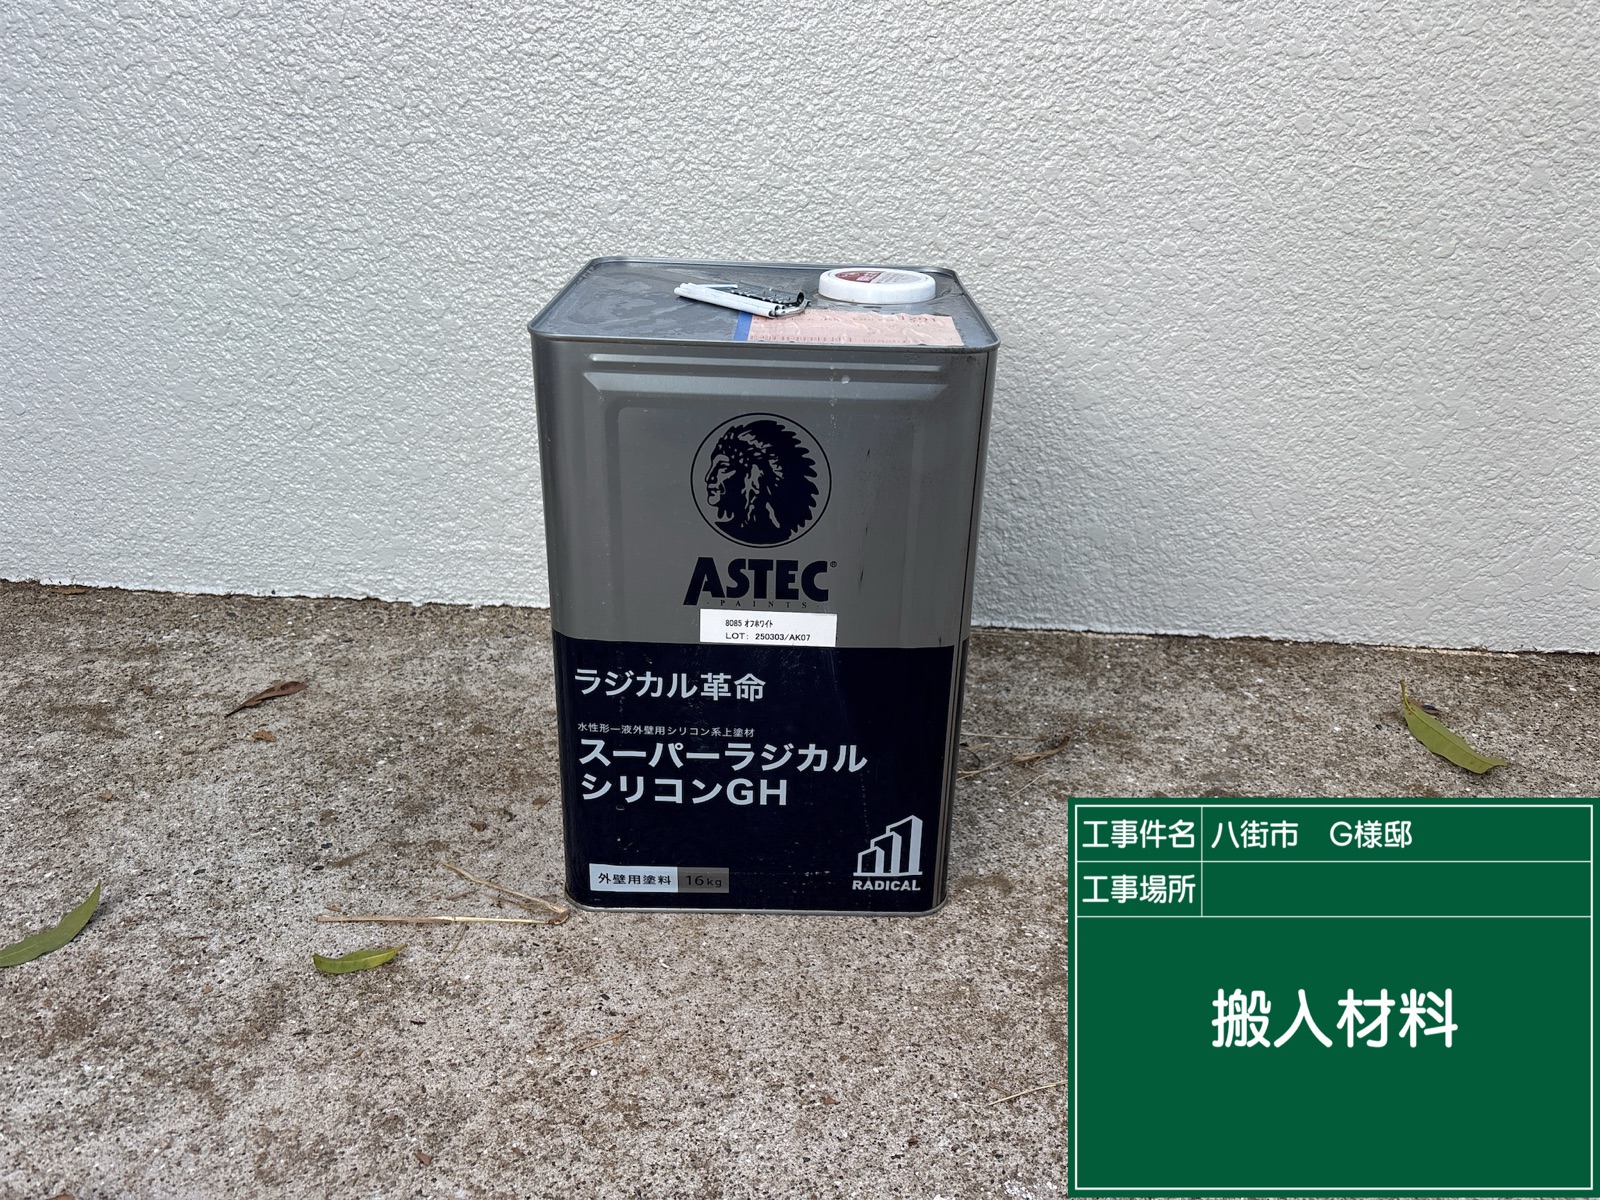 ASTEC®
PAINTS
8085 オフホワイト
LOT: 250303/AK07
ラジカル革命
水性形一液外壁用シリコン系上塗材
スーパーラジカル
シリコンGH
外壁用塗料 16kg
RADICAL
工事件名 八街市 G様邸
工事場所
搬入材料